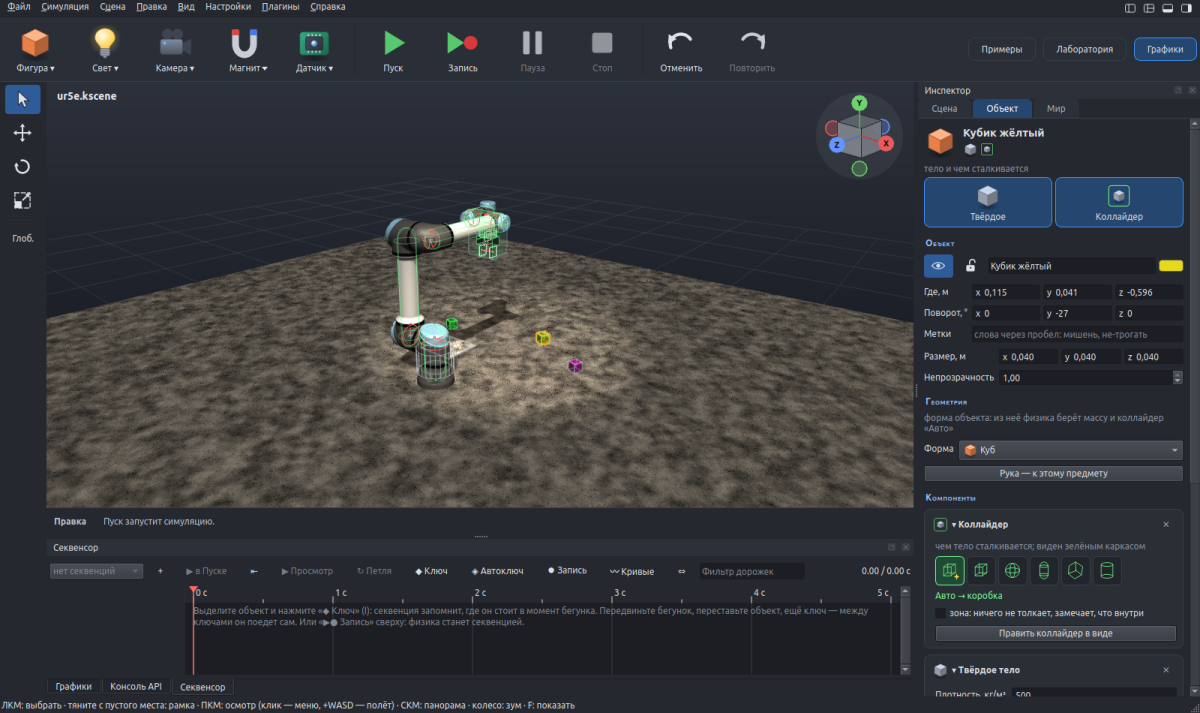 Файл Симуляция Сцена Правка Вид Настройки Плагины Справка
Фигура ▾ Свет ▾ Камера ▾ Магнит ▾ Датчик ▾ Пуск Запись Пауза Стоп Отменить Повторить Примеры Лаборатория Графики
ur5e.kscene
Y
X
Z
Глоб.
Инспектор
Сцена Объект Мир
Кубик жёлтый
тело и чем сталкивается
Твёрдое Коллайдер
Объект
Кубик жёлтый
Где, м x 0,115 y 0,041 z -0,596
Поворот, ° x 0 y -27 z 0
Метки слова через пробел: мишень, не-трогать
Размер, м x 0,040 y 0,040 z 0,040
Непрозрачность 1,00
Геометрия
форма объекта: из неё физика берёт массу и коллайдер
«Авто»
Форма Куб
Рука — к этому предмету
Компоненты
▾ Коллайдер ×
чем тело сталкивается; виден зелёным каркасом
Авто → коробка
зона: ничего не толкает, замечает, что внутри
Править коллайдер в виде
▾ Твёрдое тело ×
Плотность, кг/м³ 500
Правка Пуск запустит симуляцию.
Секвенсор
нет секвенций + ▶ в Пуске ⇤ ▶ Просмотр ↻ Петля ◆ Ключ ◈ Автоключ ● Запись 〰 Кривые ⇔ Фильтр дорожек 0.00 / 0.00 с
0 с 1 с 2 с 3 с 4 с 5 с
Выделите объект и нажмите «◆ Ключ» (I): секвенция запомнит, где он стоит в момент бегунка. Передвиньте бегунок, переставьте объект, ещё ключ — между
ключами он поедет сам. Или «▶● Запись» сверху: физика станет секвенцией.
Графики Консоль API Секвенсор
ЛКМ: выбрать · тяните с пустого места: рамка · ПКМ: осмотр (клик — меню, +WASD — полёт) · СКМ: панорама · колесо: зум · F: показать